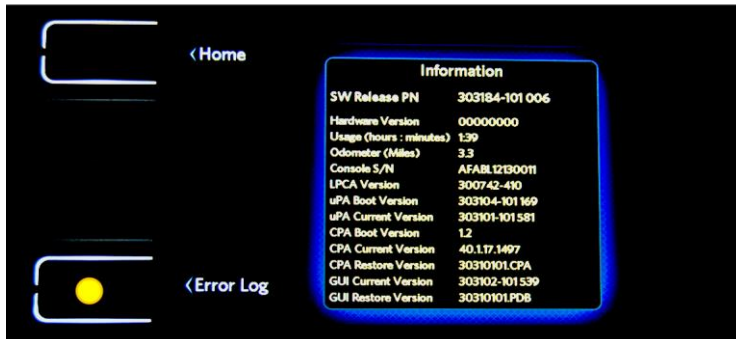 ‹Home
Information
SW Release PN 303184-101 006
Hardware Version 00000000
Usage (hours : minutes) 1:39
Odometer (Miles) 3.3
Console S/N AFABL12130011
LPCA Version 300742-410
uPA Boot Version 303104-101 169
uPA Current Version 303101-101 581
CPA Boot Version 1.2
CPA Current Version 40.1.17.1497
CPA Restore Version 30310101.CPA
GUI Current Version 303102-101 539
GUI Restore Version 30310101.PDB
‹Error Log